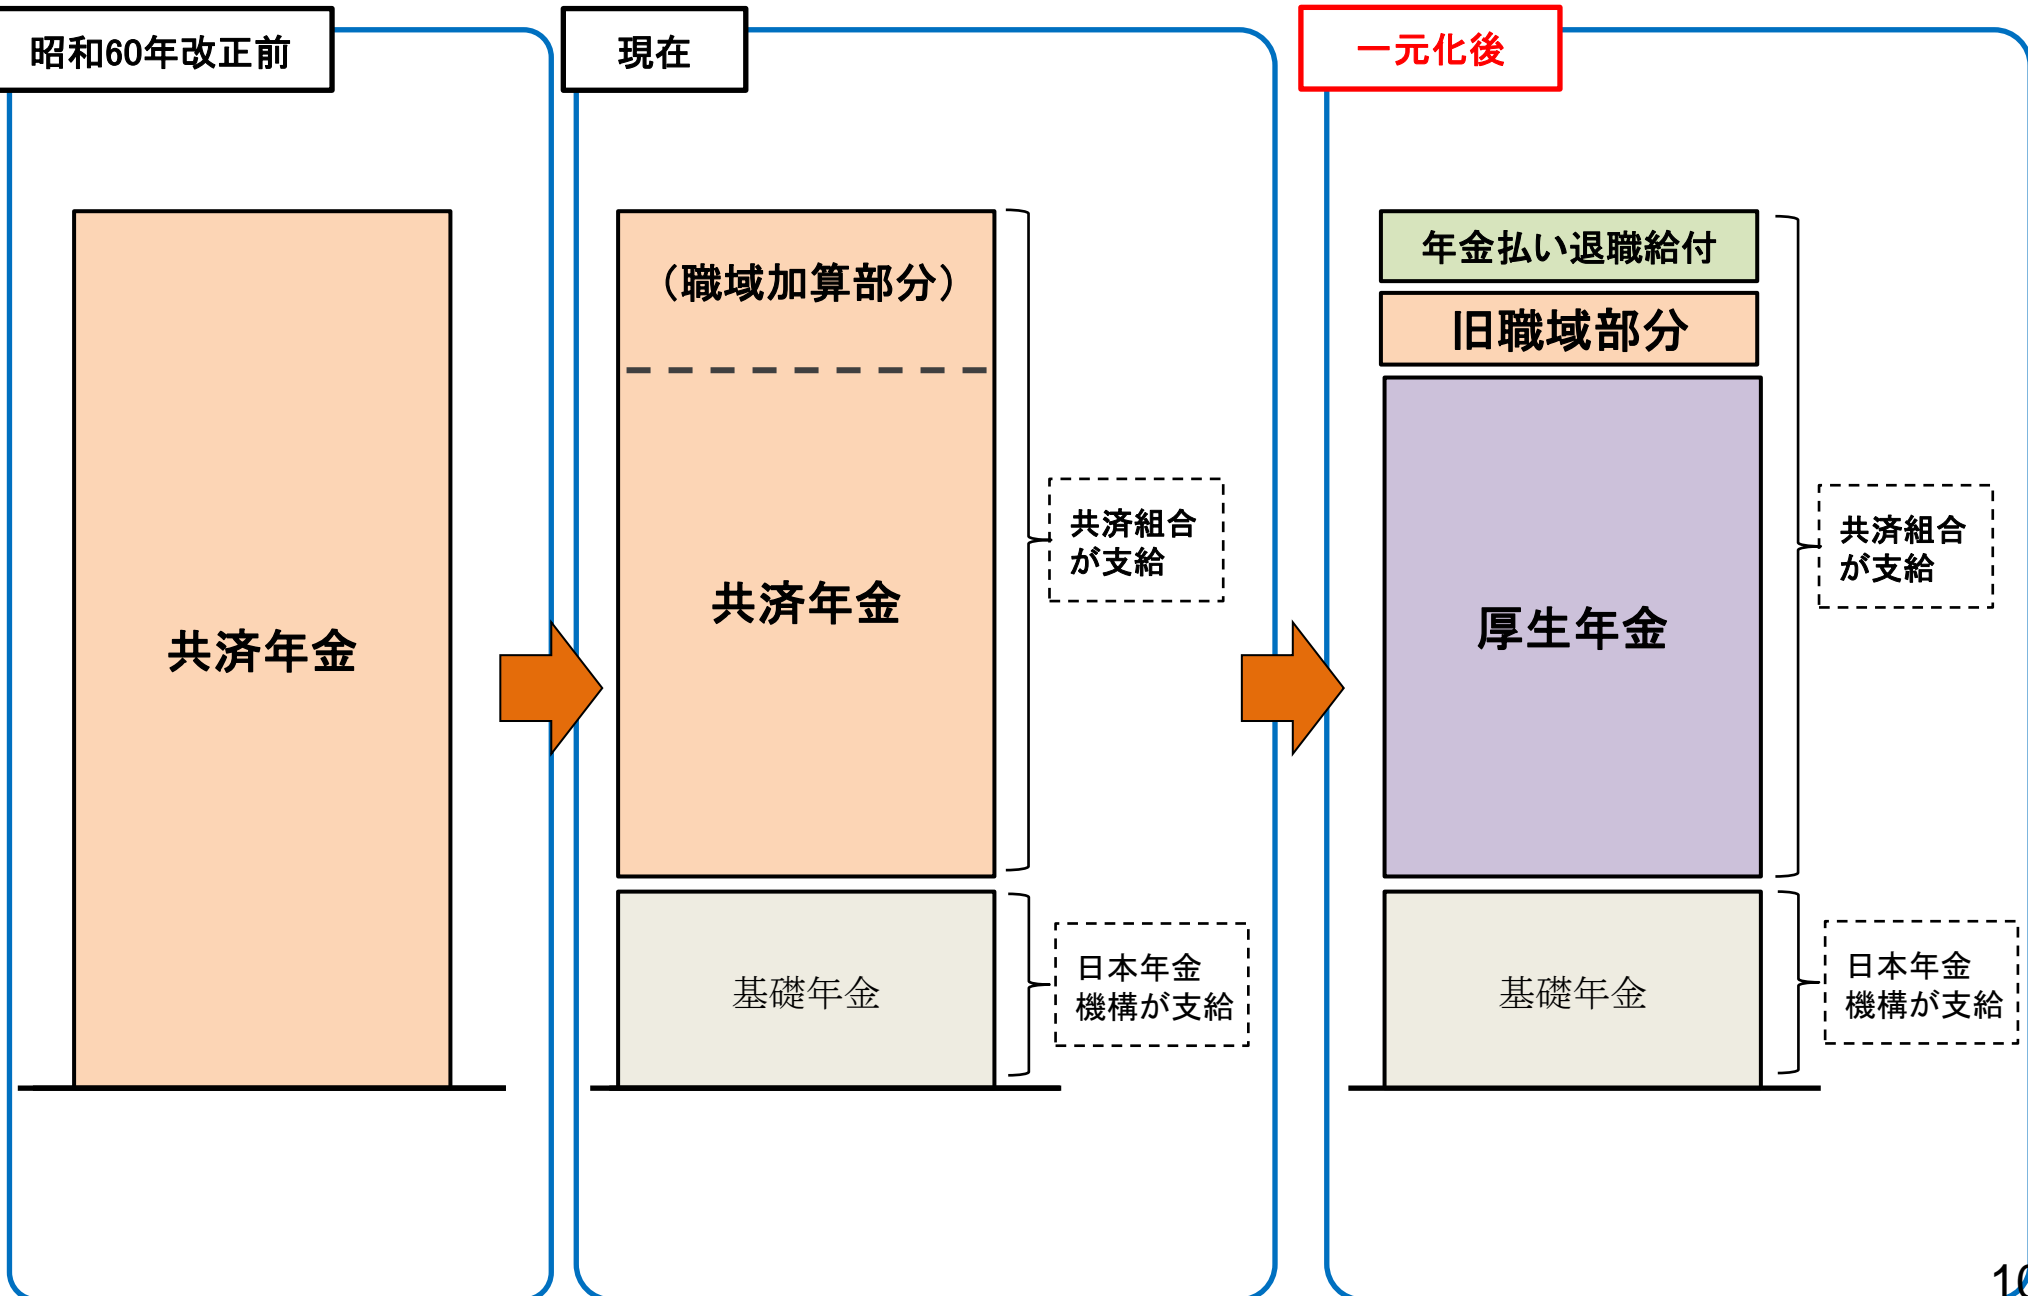 昭和60年改正前
共済年金
現在
（職域加算部分）
共済年金
基礎年金
共済組合
が支給
日本年金
機構が支給
一元化後
年金払い退職給付
旧職域部分
厚生年金
基礎年金
共済組合
が支給
日本年金
機構が支給